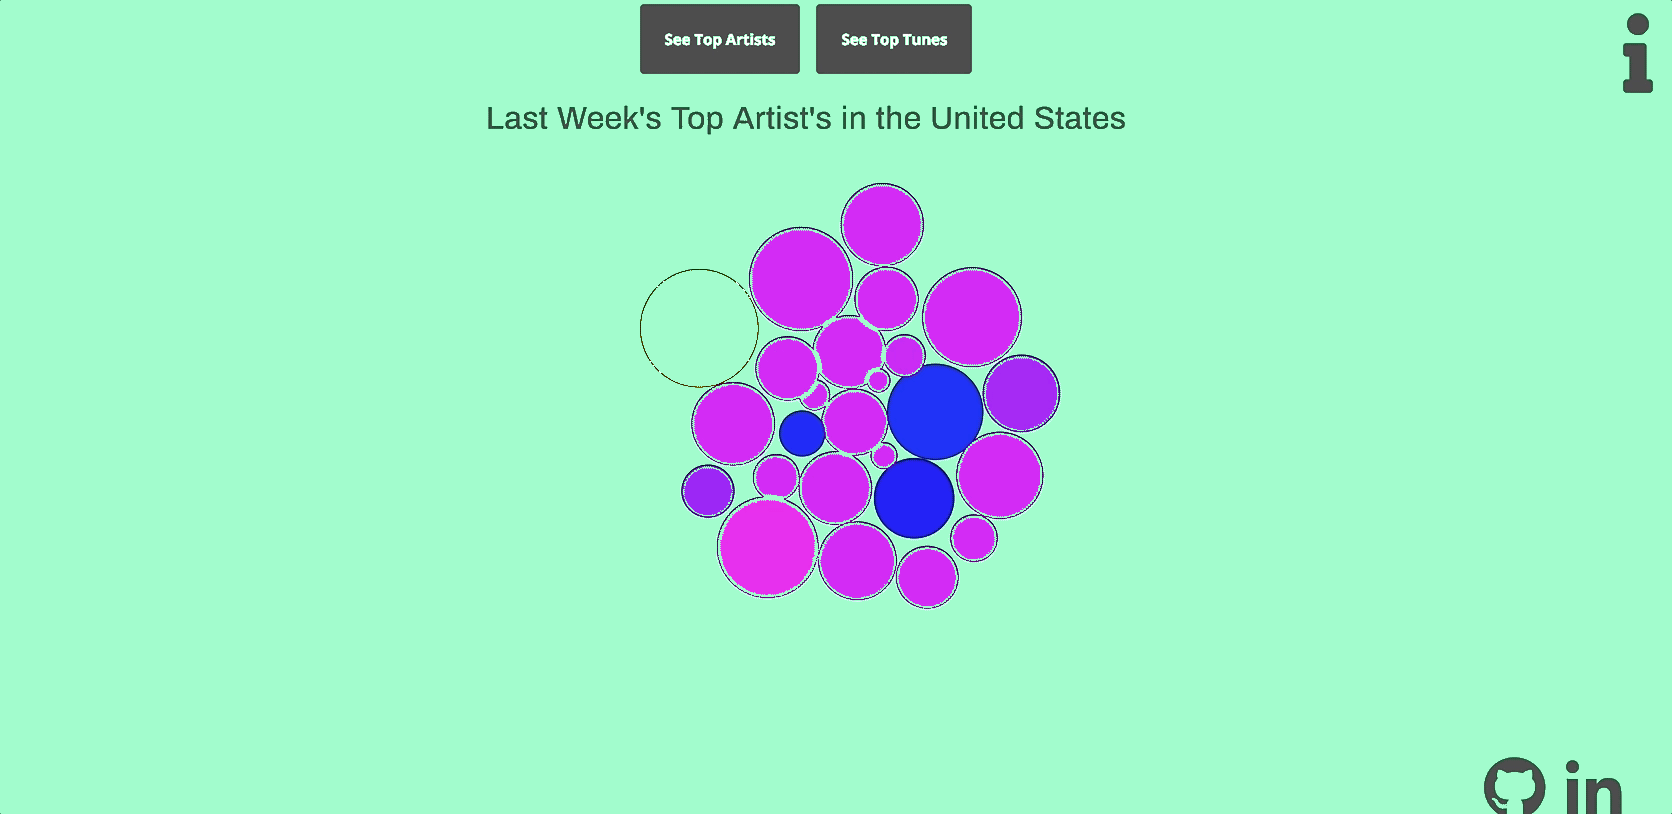 See Top Artists
See Top Tunes
Last Week's Top Artist's in the United States
in